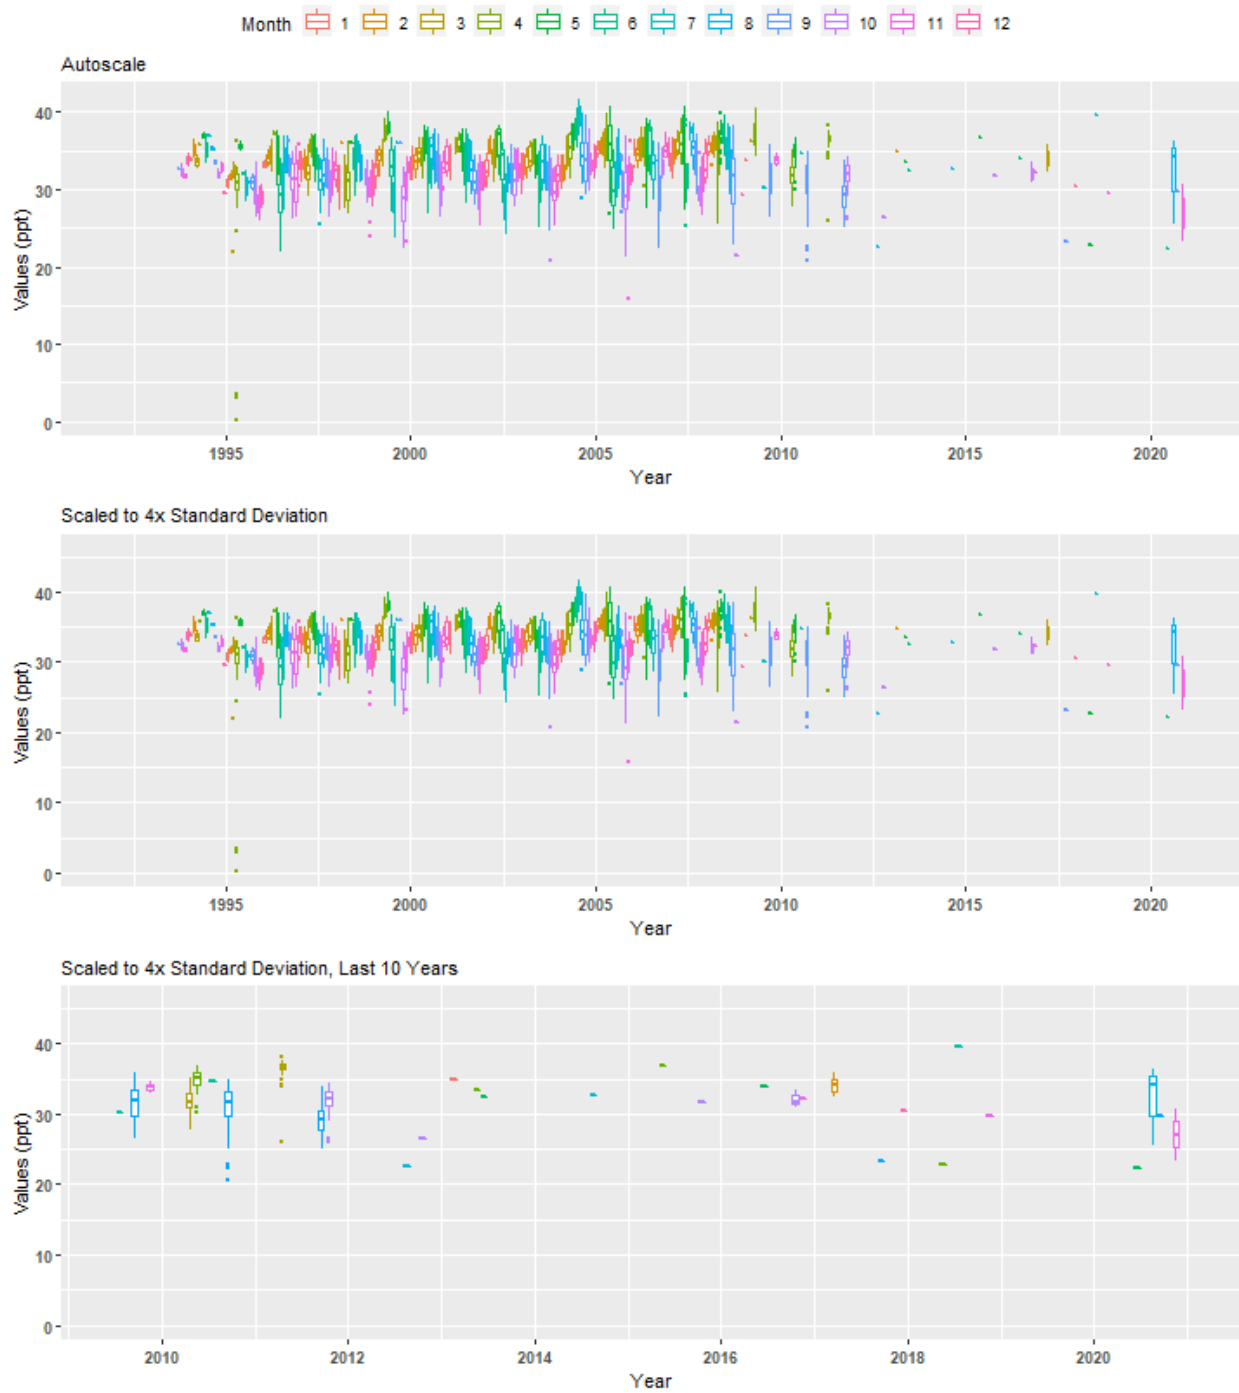 Month 1 2 3 4 5 6 7 8 9 10 11 12
Autoscale
40
30
20
10
0
Values (ppt)
1995 2000 2005 2010 2015 2020
Year
Scaled to 4x Standard Deviation
40
30
20
10
0
Values (ppt)
1995 2000 2005 2010 2015 2020
Year
Scaled to 4x Standard Deviation, Last 10 Years
40
30
20
10
0
Values (ppt)
2010 2012 2014 2016 2018 2020
Year